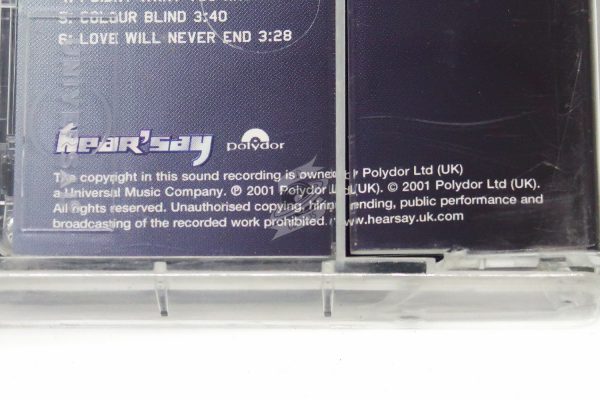 5: COLOUR BLIND 3:40
6: LOVE WILL NEVER END 3:28
hear'say polydor
The copyright in this sound recording is owned by Polydor Ltd (UK)
a Universal Music Company. ℗ 2001 Polydor Ltd (UK). © 2001 Polydor Ltd (UK).
All rights reserved. Unauthorised copying, hiring, lending, public performance and
broadcasting of the recorded work prohibited. www.hearsay.uk.com